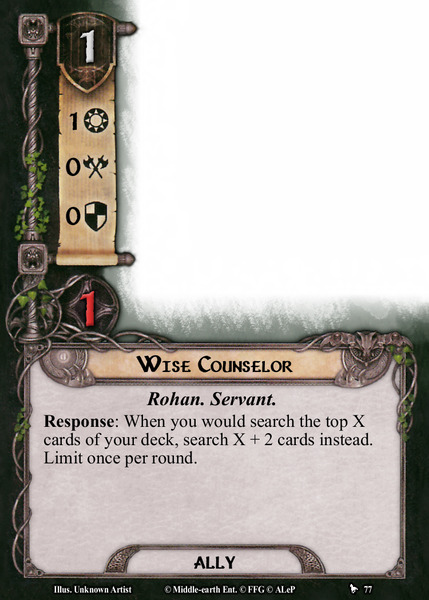 1
1
0
0
1
Wise Counselor
Rohan. Servant.
Response: When you would search the top X
cards of your deck, search X + 2 cards instead.
Limit once per round.
ALLY
Illus. Unknown Artist © Middle-earth Ent. © FFG © ALeP 77